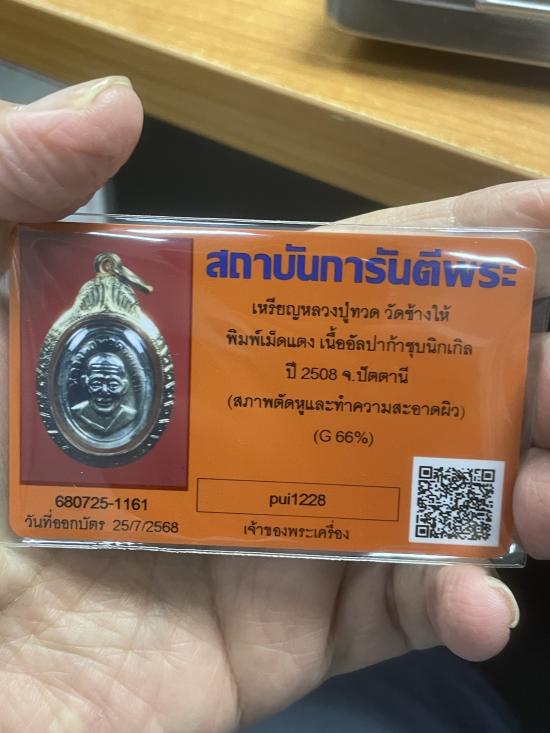 สถาบันการันตีพระ
เหรียญหลวงปู่ทวด วัดช้างให้
พิมพ์เม็ดแตง เนื้ออัลปาก้าชุบนิกเกิล
ปี 2508 จ.ปัตตานี
(สภาพตัดหูและทำความสะอาดผิว)
(G 66%)
680725-1161
วันที่ออกบัตร 25/7/2568
pui1228
เจ้าของพระเครื่อง